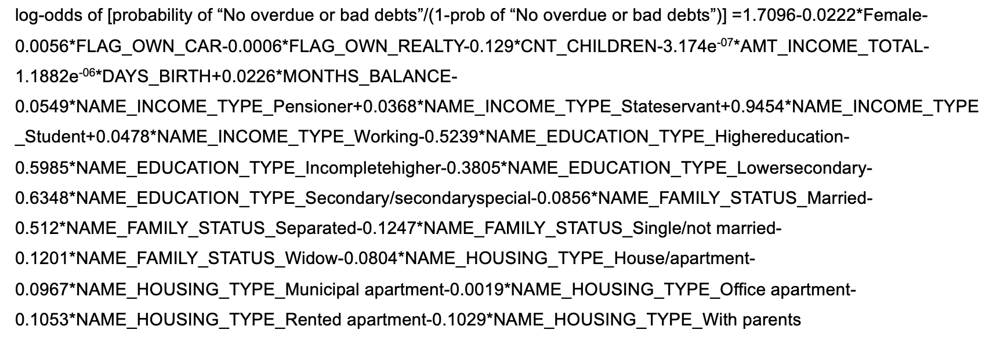 log-odds of [probability of “No overdue or bad debts”/(1-prob of “No overdue or bad debts”)] =1.7096-0.0222*Female-
0.0056*FLAG_OWN_CAR-0.0006*FLAG_OWN_REALTY-0.129*CNT_CHILDREN-3.174e⁻⁰⁷*AMT_INCOME_TOTAL-
1.1882e⁻⁰⁶*DAYS_BIRTH+0.0226*MONTHS_BALANCE-
0.0549*NAME_INCOME_TYPE_Pensioner+0.0368*NAME_INCOME_TYPE_Stateservant+0.9454*NAME_INCOME_TYPE
_Student+0.0478*NAME_INCOME_TYPE_Working-0.5239*NAME_EDUCATION_TYPE_Highereducation-
0.5985*NAME_EDUCATION_TYPE_Incompletehigher-0.3805*NAME_EDUCATION_TYPE_Lowersecondary-
0.6348*NAME_EDUCATION_TYPE_Secondary/secondaryspecial-0.0856*NAME_FAMILY_STATUS_Married-
0.512*NAME_FAMILY_STATUS_Separated-0.1247*NAME_FAMILY_STATUS_Single/not married-
0.1201*NAME_FAMILY_STATUS_Widow-0.0804*NAME_HOUSING_TYPE_House/apartment-
0.0967*NAME_HOUSING_TYPE_Municipal apartment-0.0019*NAME_HOUSING_TYPE_Office apartment-
0.1053*NAME_HOUSING_TYPE_Rented apartment-0.1029*NAME_HOUSING_TYPE_With parents